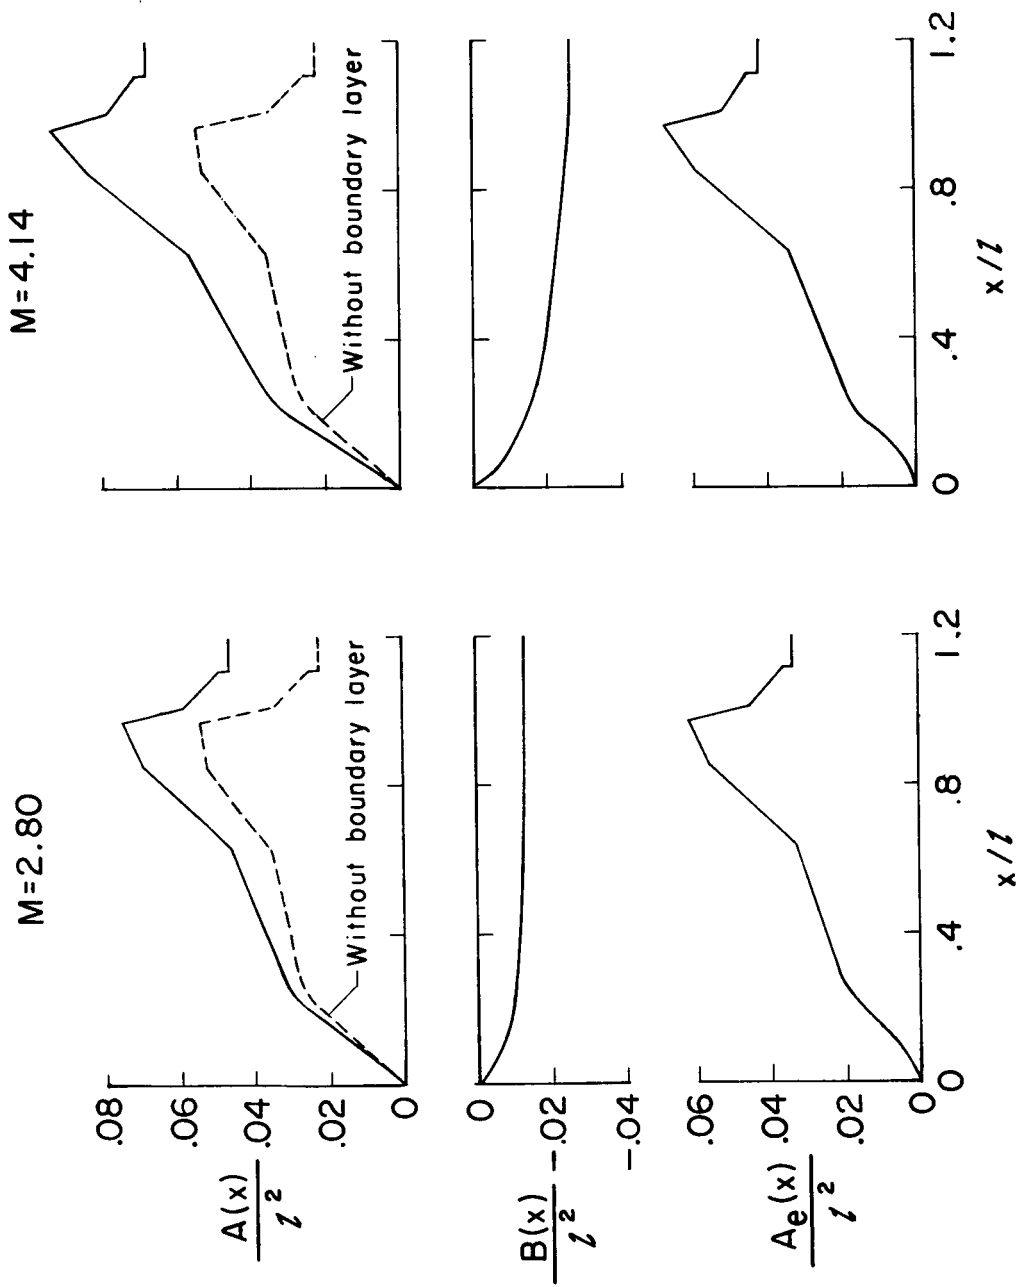 M=2.80
M=4.14
A(x)
l²
.08
.06
.04
.02
0
Without boundary layer
Without boundary layer
B(x)
l²
0
-.02
-.04
Ae(x)
l²
.06
.04
.02
0
0
.4
.8
1.2
x/l
0
.4
.8
1.2
x/l